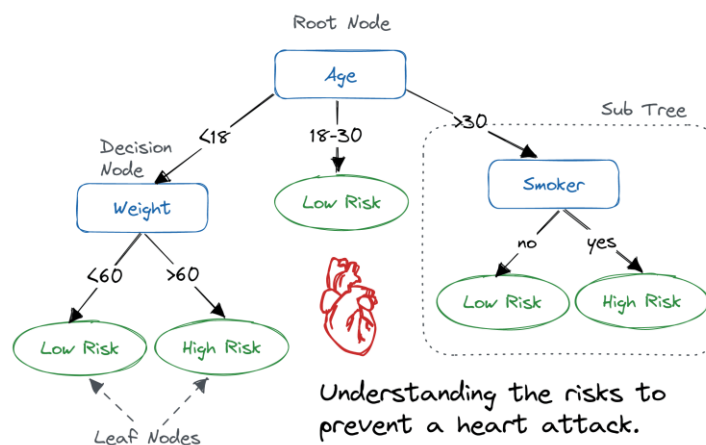 Root Node
Age
Sub Tree
<18
18-30
>30
Decision
Node
Weight
Low Risk
Smoker
no
yes
<60
>60
Low Risk
High Risk
Low Risk
High Risk
Understanding the risks to
prevent a heart attack.
Leaf Nodes